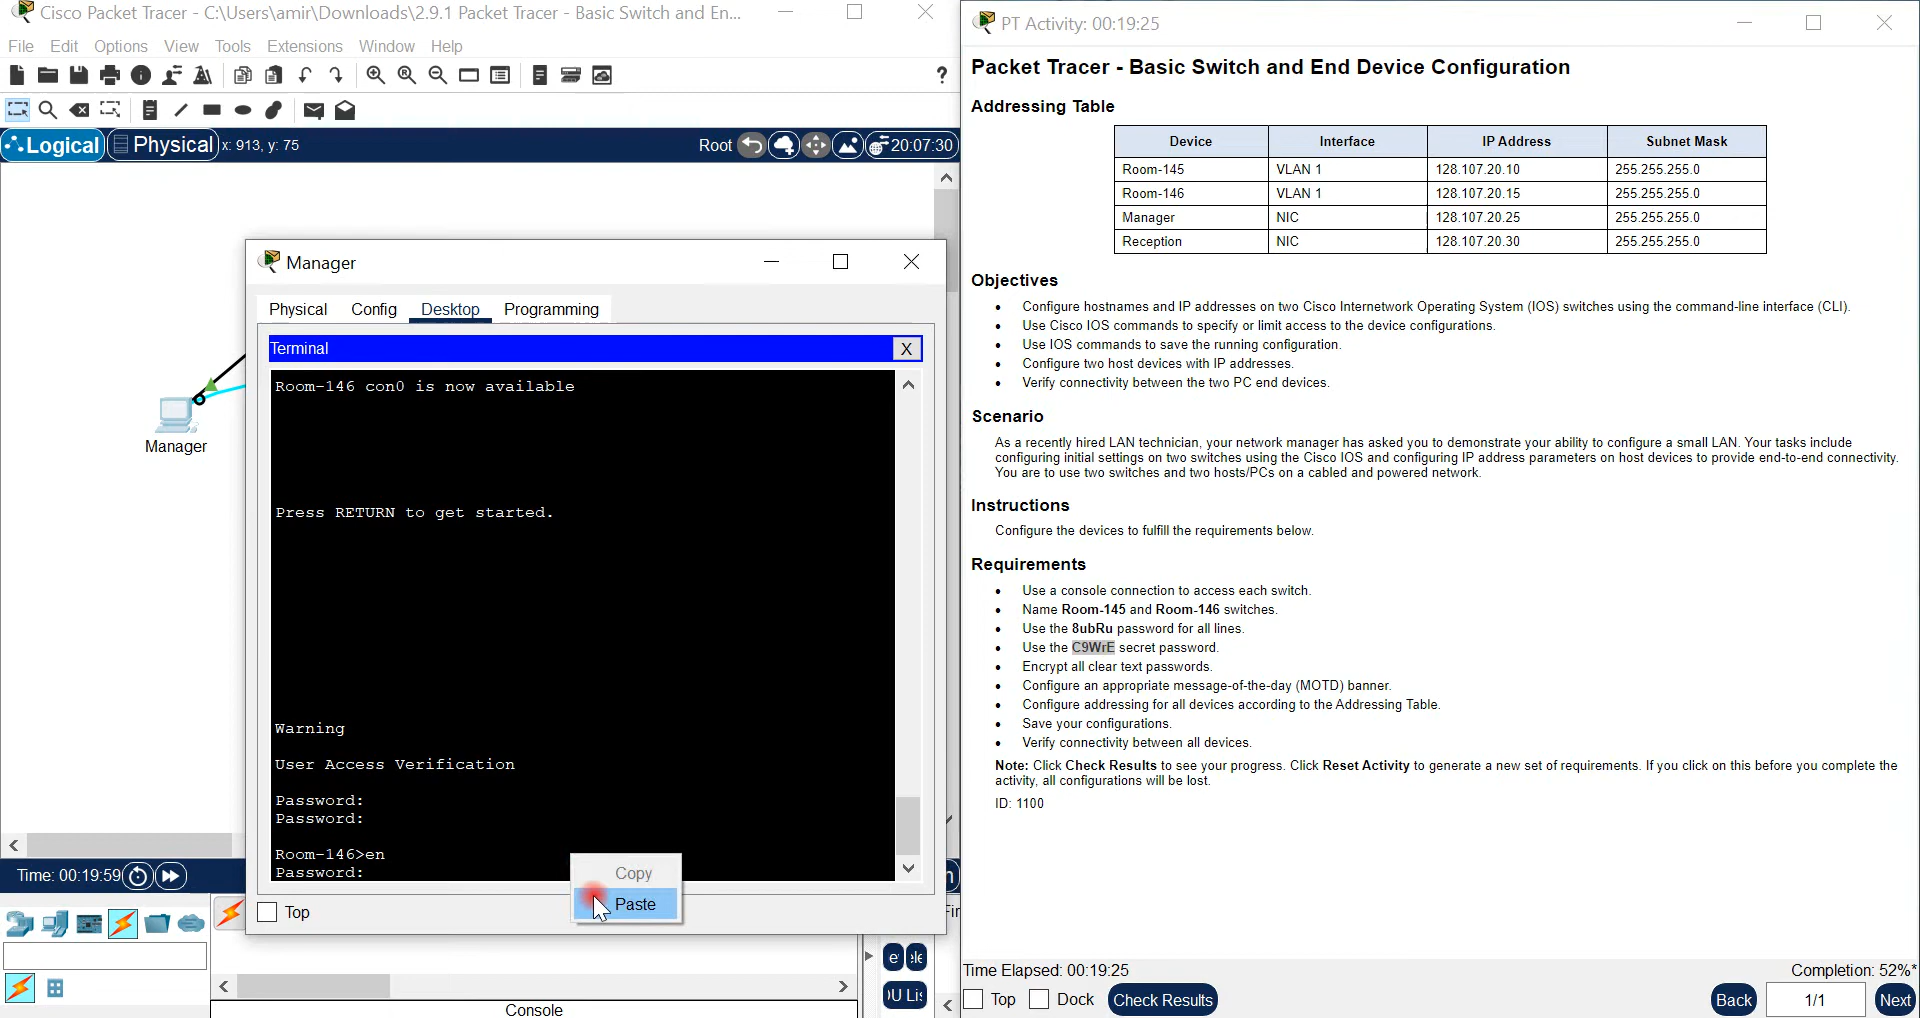 Cisco Packet Tracer - C:\Users\amir\Downloads\2.9.1 Packet Tracer - Basic Switch and En...
File Edit Options View Tools Extensions Window Help
?
Logical Physical x: 913, y: 75 Root 20:07:30
Manager
Manager
Physical Config Desktop Programming
Terminal X
Room-146 con0 is now available
Press RETURN to get started.
Warning
User Access Verification
Password:
Password:
Room-146>en
Password:
Copy
Paste
Top
Time: 00:19:59
Console
PT Activity: 00:19:25
Packet Tracer - Basic Switch and End Device Configuration
Addressing Table
Device Interface IP Address Subnet Mask
Room-145 VLAN 1 128.107.20.10 255.255.255.0
Room-146 VLAN 1 128.107.20.15 255.255.255.0
Manager NIC 128.107.20.25 255.255.255.0
Reception NIC 128.107.20.30 255.255.255.0
Objectives
• Configure hostnames and IP addresses on two Cisco Internetwork Operating System (IOS) switches using the command-line interface (CLI).
• Use Cisco IOS commands to specify or limit access to the device configurations.
• Use IOS commands to save the running configuration.
• Configure two host devices with IP addresses.
• Verify connectivity between the two PC end devices.
Scenario
As a recently hired LAN technician, your network manager has asked you to demonstrate your ability to configure a small LAN. Your tasks include
configuring initial settings on two switches using the Cisco IOS and configuring IP address parameters on host devices to provide end-to-end connectivity.
You are to use two switches and two hosts/PCs on a cabled and powered network.
Instructions
Configure the devices to fulfill the requirements below.
Requirements
• Use a console connection to access each switch.
• Name Room-145 and Room-146 switches.
• Use the 8ubRu password for all lines.
• Use the C9WrE secret password.
• Encrypt all clear text passwords.
• Configure an appropriate message-of-the-day (MOTD) banner.
• Configure addressing for all devices according to the Addressing Table.
• Save your configurations.
• Verify connectivity between all devices.
Note: Click Check Results to see your progress. Click Reset Activity to generate a new set of requirements. If you click on this before you complete the
activity, all configurations will be lost.
ID: 1100
Time Elapsed: 00:19:25 Completion: 52%*
Top Dock Check Results Back 1/1 Next